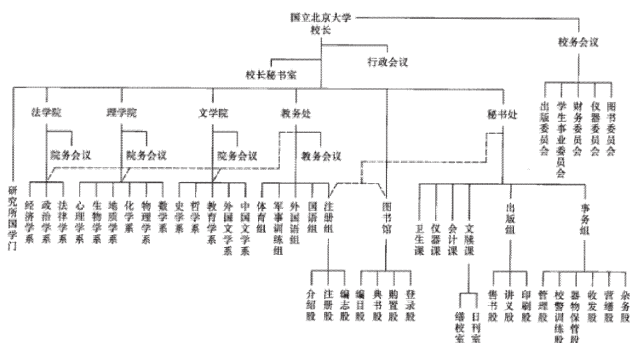 国立北京大学
校长
校务会议
校长秘书室
行政会议
出版委员会
学生事业委员会
财务委员会
仪器委员会
图书委员会
法学院
理学院
文学院
教务处
秘书处
院务会议
院务会议
院务会议
教务会议
研究所国学门
经济学系
政治学系
法律学系
心理学系
生物学系
地质学系
化学系
物理学系
数学系
史学系
哲学系
教育学系
外国文学系
中国文学系
体育组
军事训练组
外国语组
国语组
注册组
图书馆
卫生课
仪器课
会计课
文牍课
出版组
事务组
介绍股
注册股
编志股
编目股
典书股
购置股
登录股
缮校室
日刊室
售书股
讲义股
印刷股
管理股
校警训练股
器物保管股
收发股
营缮股
杂务股